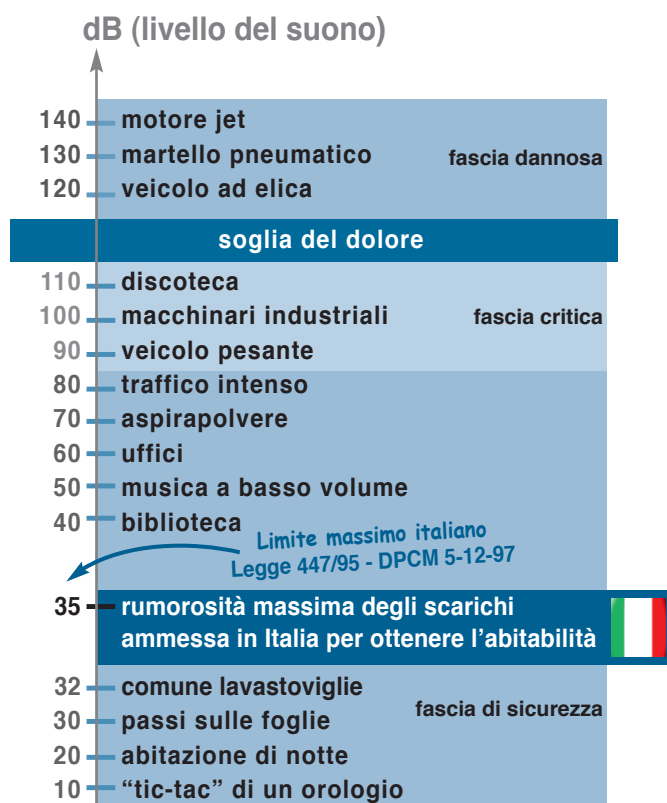 dB (livello del suono)
140 motore jet
130 martello pneumatico fascia dannosa
120 veicolo ad elica
soglia del dolore
110 discoteca
100 macchinari industriali fascia critica
90 veicolo pesante
80 traffico intenso
70 aspirapolvere
60 uffici
50 musica a basso volume
40 biblioteca
Limite massimo italiano
Legge 447/95 - DPCM 5-12-97
35 rumorosità massima degli scarichi
ammessa in Italia per ottenere l’abitabilità
32 comune lavastoviglie
fascia di sicurezza
30 passi sulle foglie
20 abitazione di notte
10 “tic-tac” di un orologio